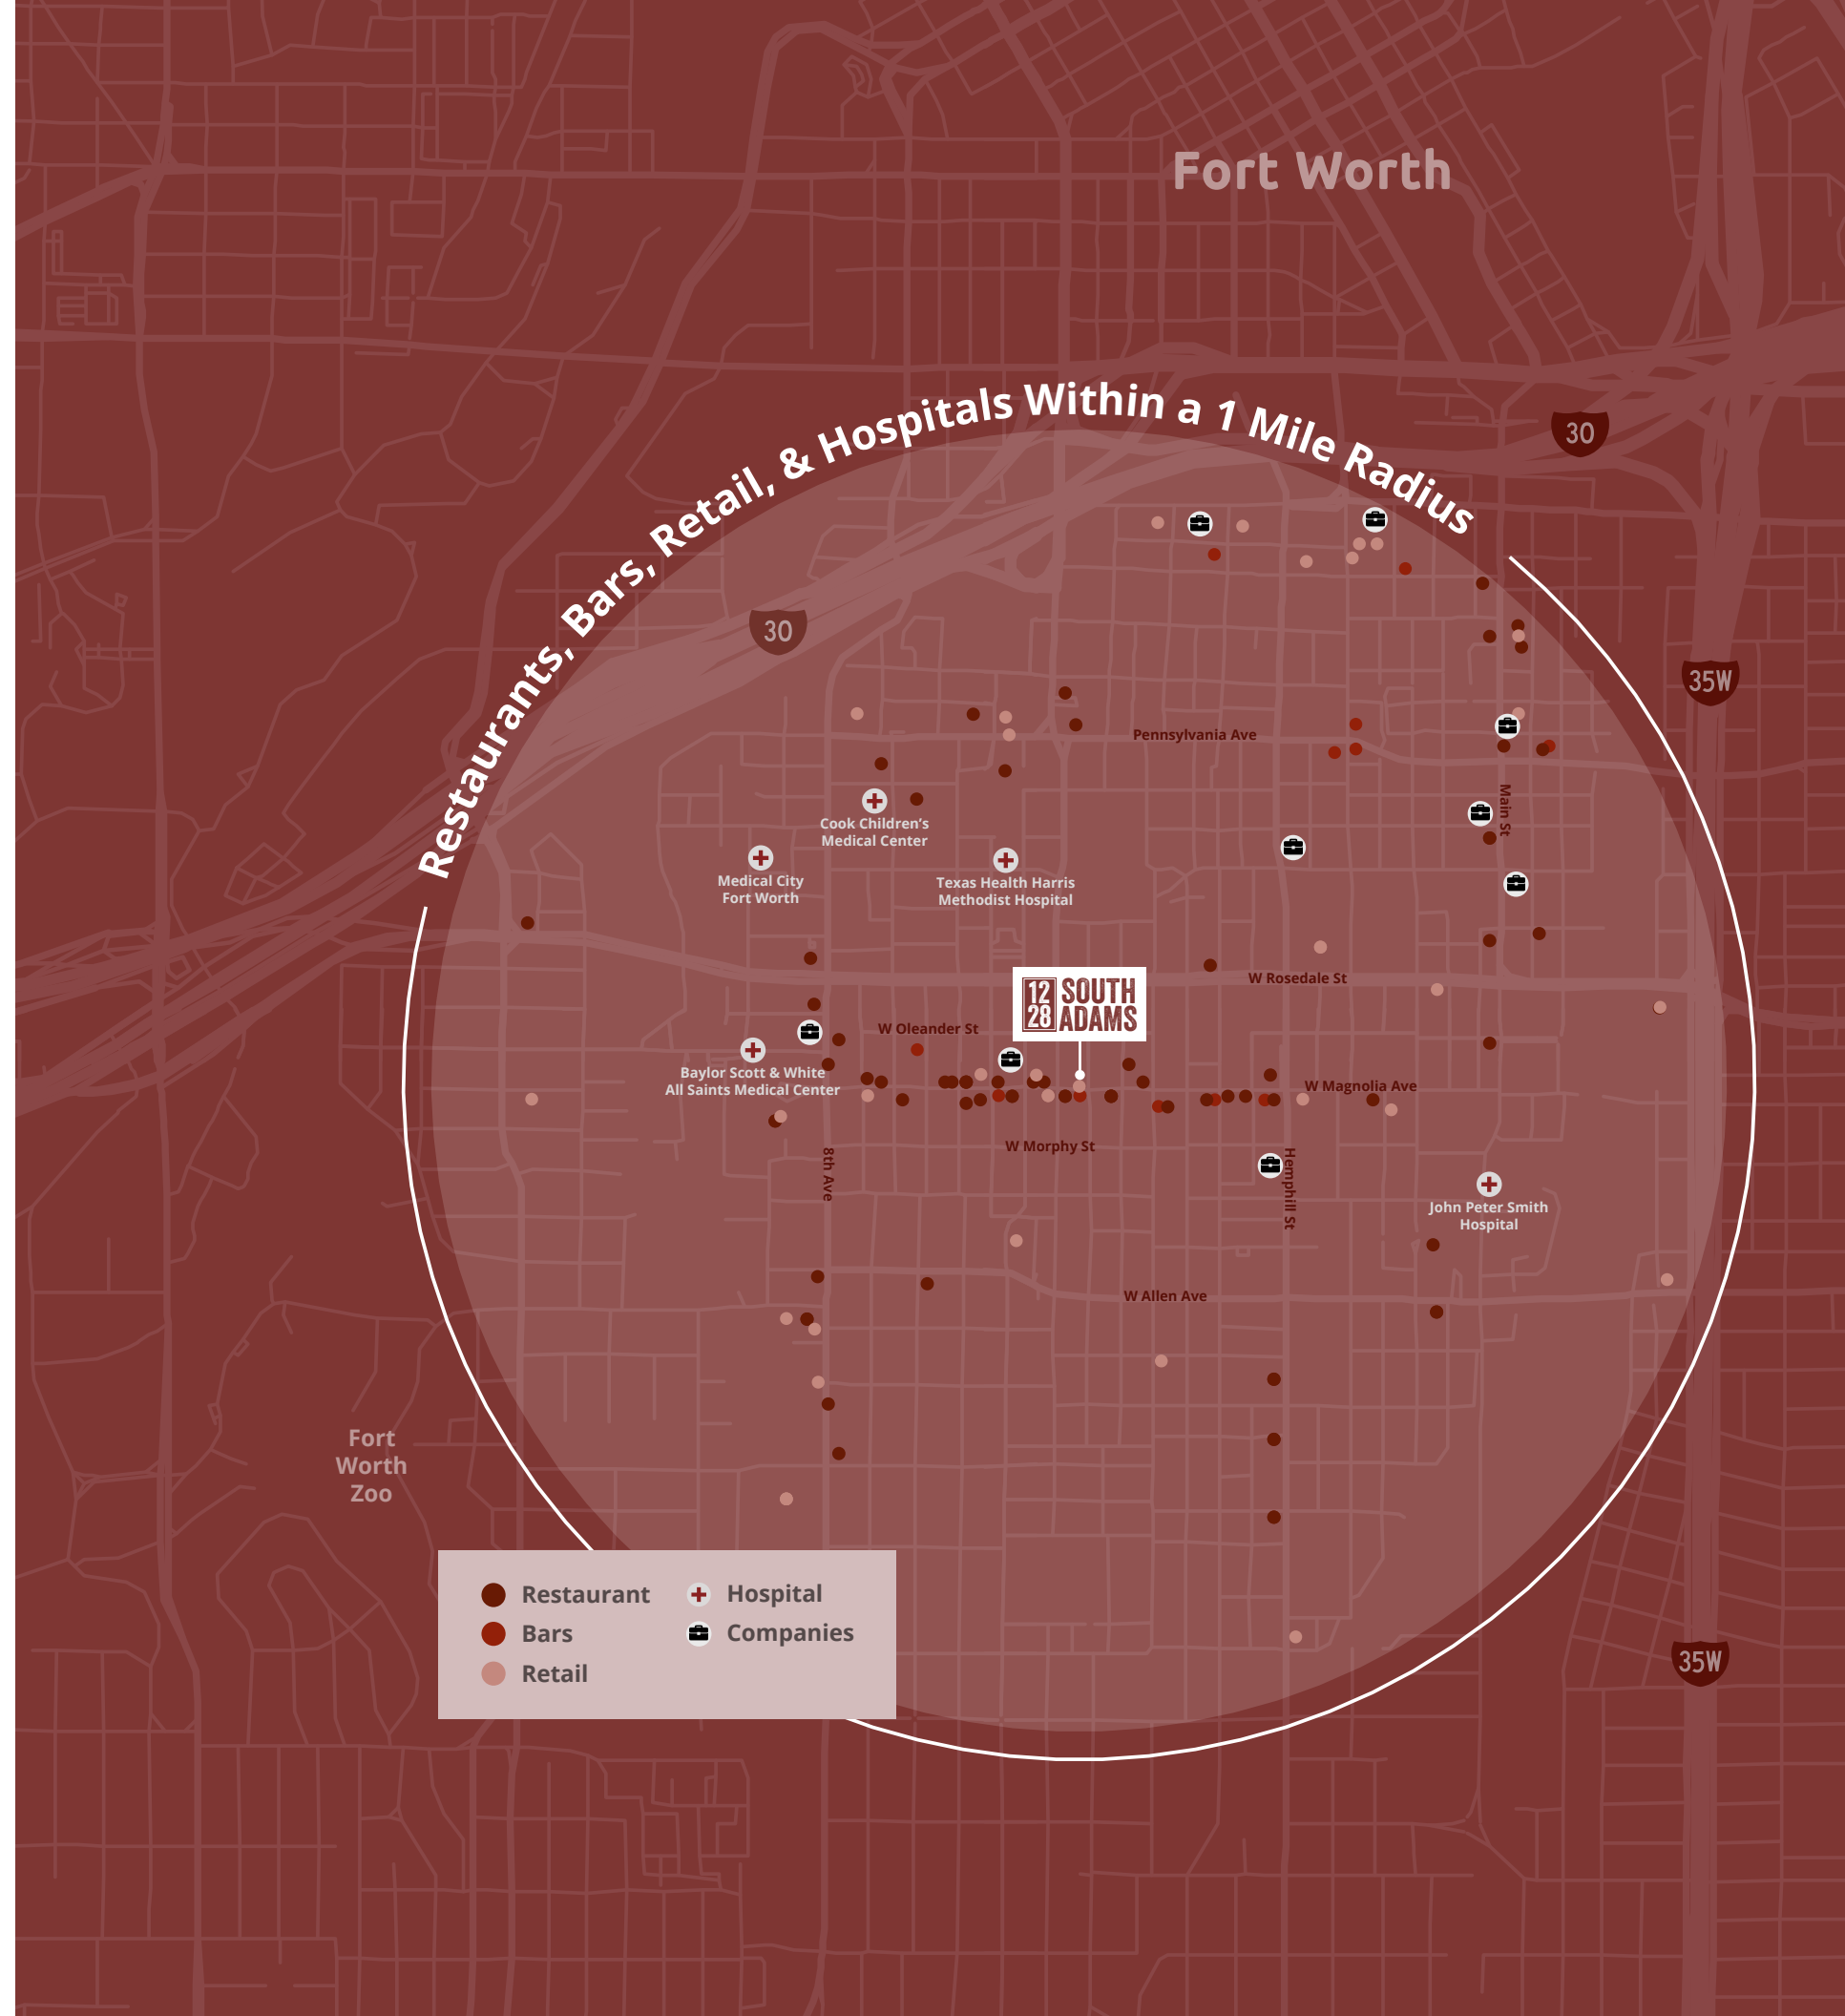 Fort Worth
Restaurants, Bars, Retail, & Hospitals Within a 1 Mile Radius
30
30
35W
Pennsylvania Ave
Main St
Cook Children’s
Medical Center
Medical City
Fort Worth
Texas Health Harris
Methodist Hospital
W Rosedale St
12
28
SOUTH
ADAMS
W Oleander St
Baylor Scott & White
All Saints Medical Center
W Magnolia Ave
W Morphy St
8th Ave
Hemphill St
John Peter Smith
Hospital
W Allen Ave
Fort
Worth
Zoo
Restaurant
Bars
Retail
Hospital
Companies
35W